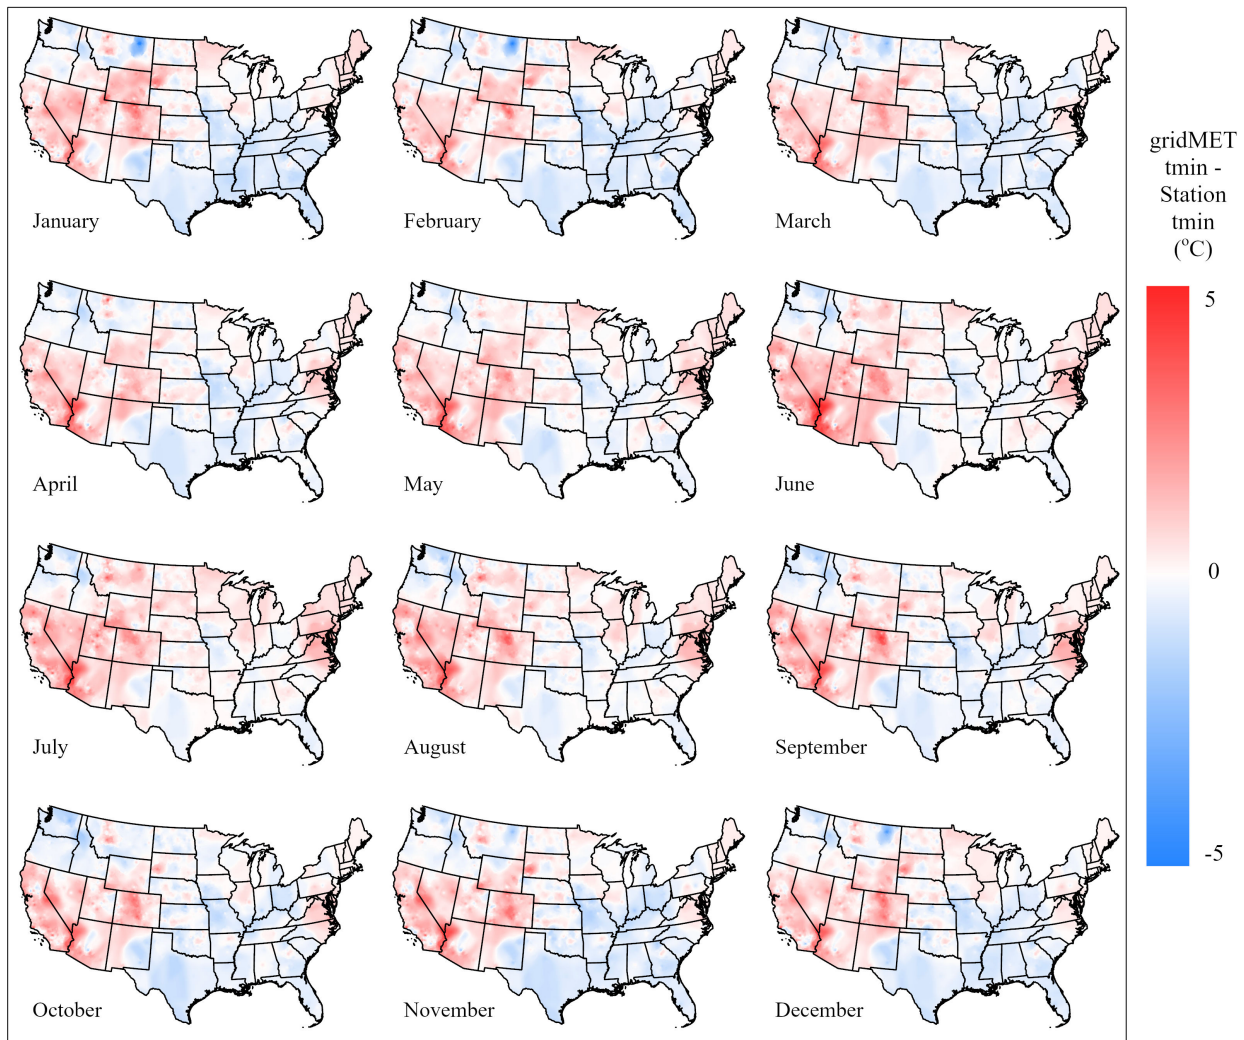 January
February
March
April
May
June
July
August
September
October
November
December
gridMET
tmin -
Station
tmin
(°C)
5
0
-5